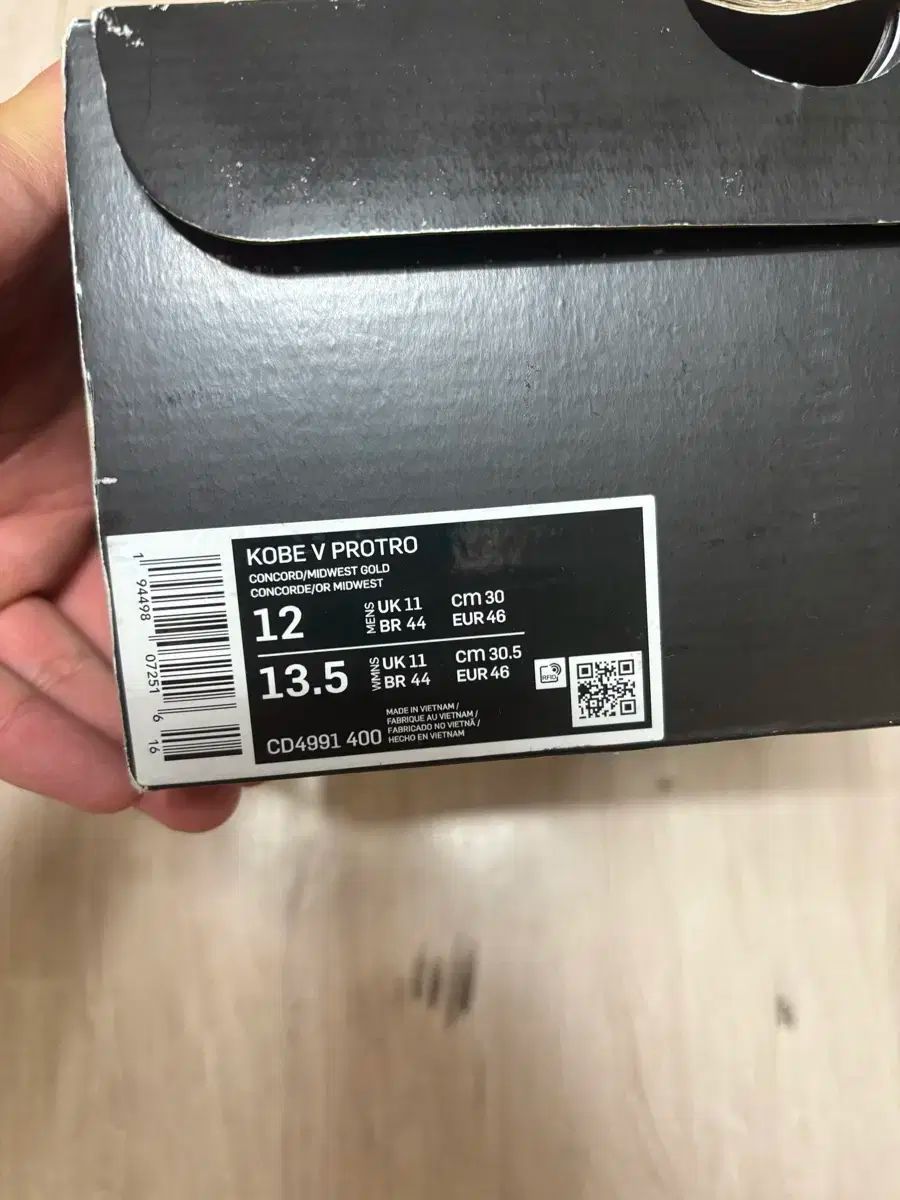 KOBE V PROTRO
CONCORD/MIDWEST GOLD
CONCORDE/OR MIDWEST
12
MENS
UK 11
BR 44
cm 30
EUR 46
13.5
WMNS
UK 11
BR 44
cm 30.5
EUR 46
RFID
CD4991 400
MADE IN VIETNAM /
FABRIQUE AU VIETNAM /
FABRICADO NO VIETNÃ /
HECHO EN VIETNAM
1 94498 07251 6 16